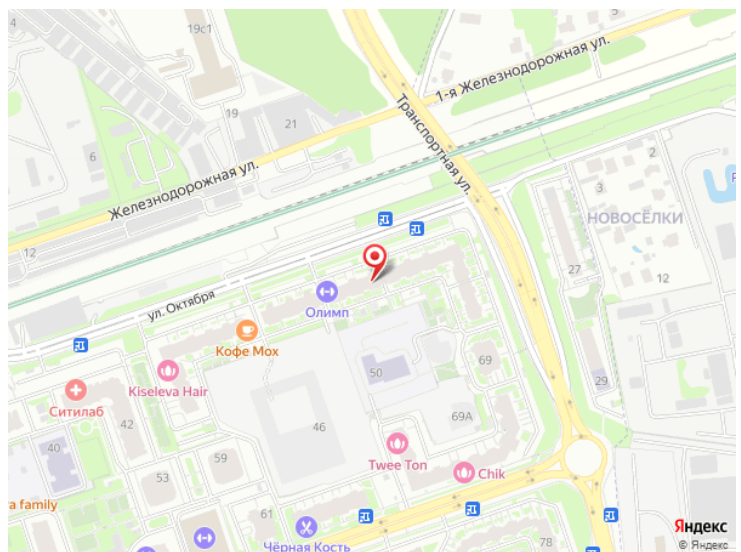 4
19с1
1-я Железнодорожная ул.
Транспортная ул.
19
21
6
Железнодорожная ул.
2
3
НОВОСЁЛКИ
12
27
12
ул. Октября
Олимп
Кофе Мох
Kiseleva Hair
50
69
29
Ситилаб
42
46
69А
40
59
53
Twee Ton
Chik
a family
61
Чёрная Кость
78
Яндекс
© Яндекс